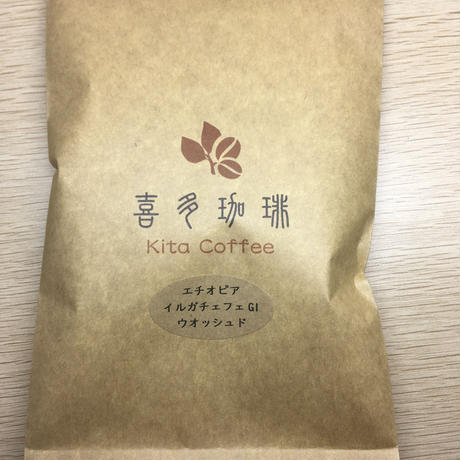 喜多珈琲
Kita Coffee
エチオピア
イルガチェフェG1
ウオッシュド